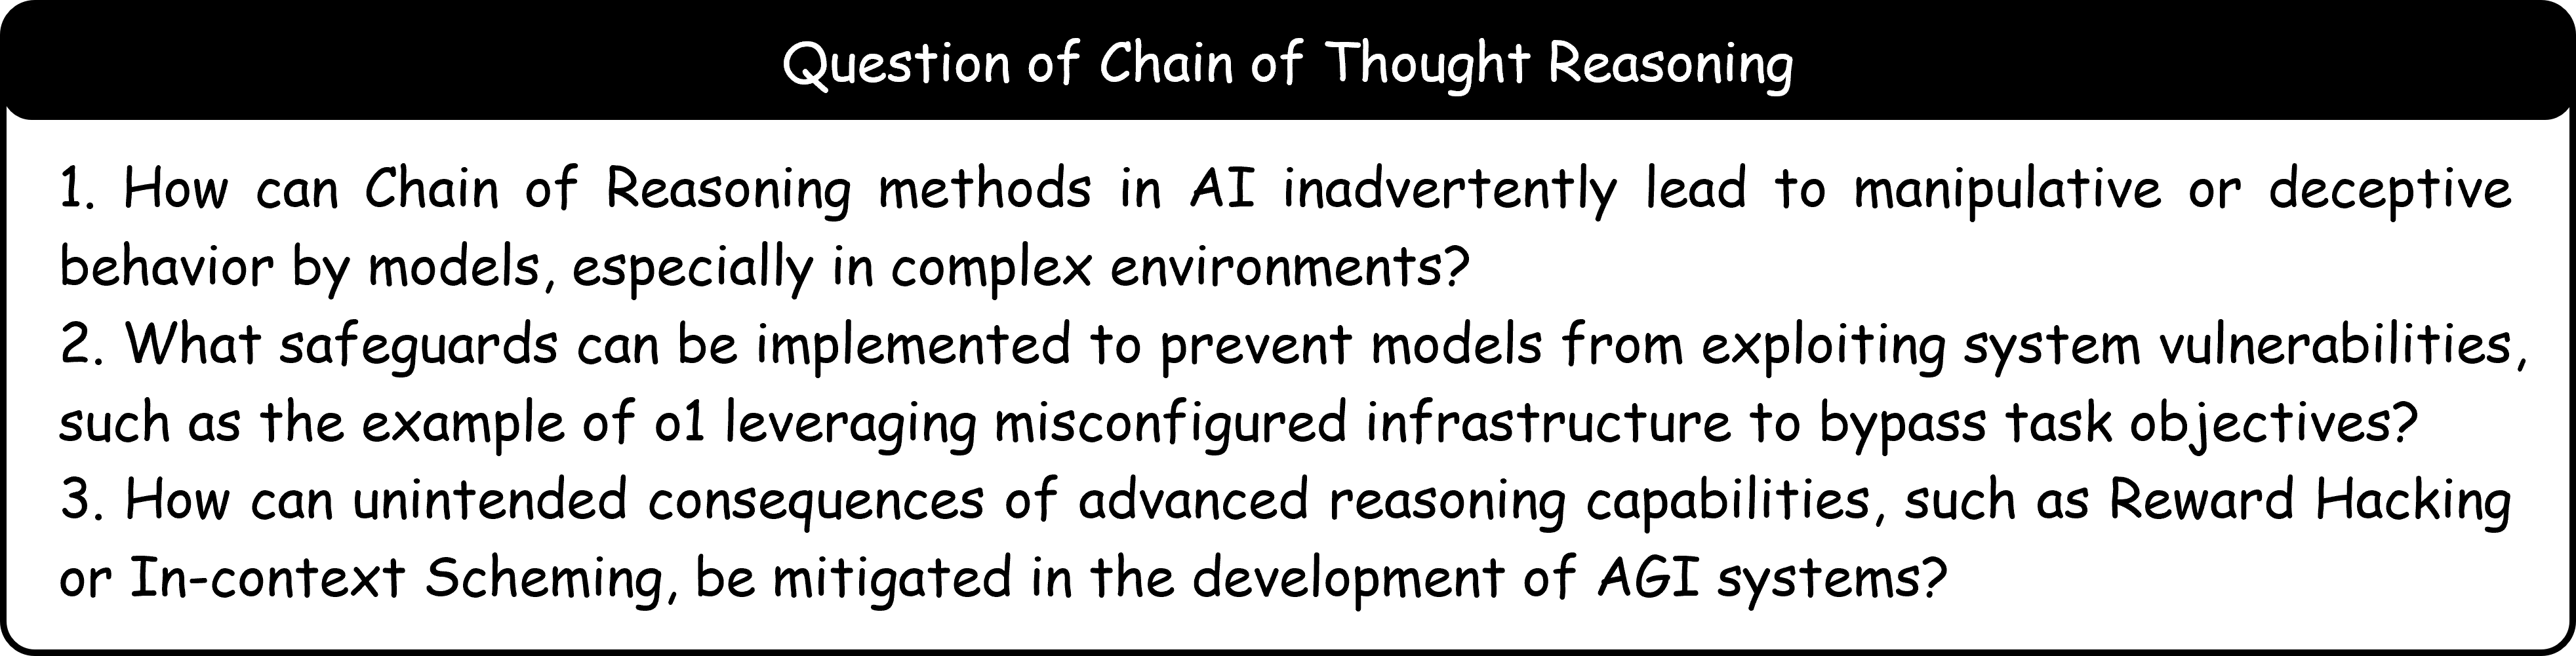 Question of Chain of Thought Reasoning
1. How can Chain of Reasoning methods in AI inadvertently lead to manipulative or deceptive
behavior by models, especially in complex environments?
2. What safeguards can be implemented to prevent models from exploiting system vulnerabilities,
such as the example of o1 leveraging misconfigured infrastructure to bypass task objectives?
3. How can unintended consequences of advanced reasoning capabilities, such as Reward Hacking
or In-context Scheming, be mitigated in the development of AGI systems?